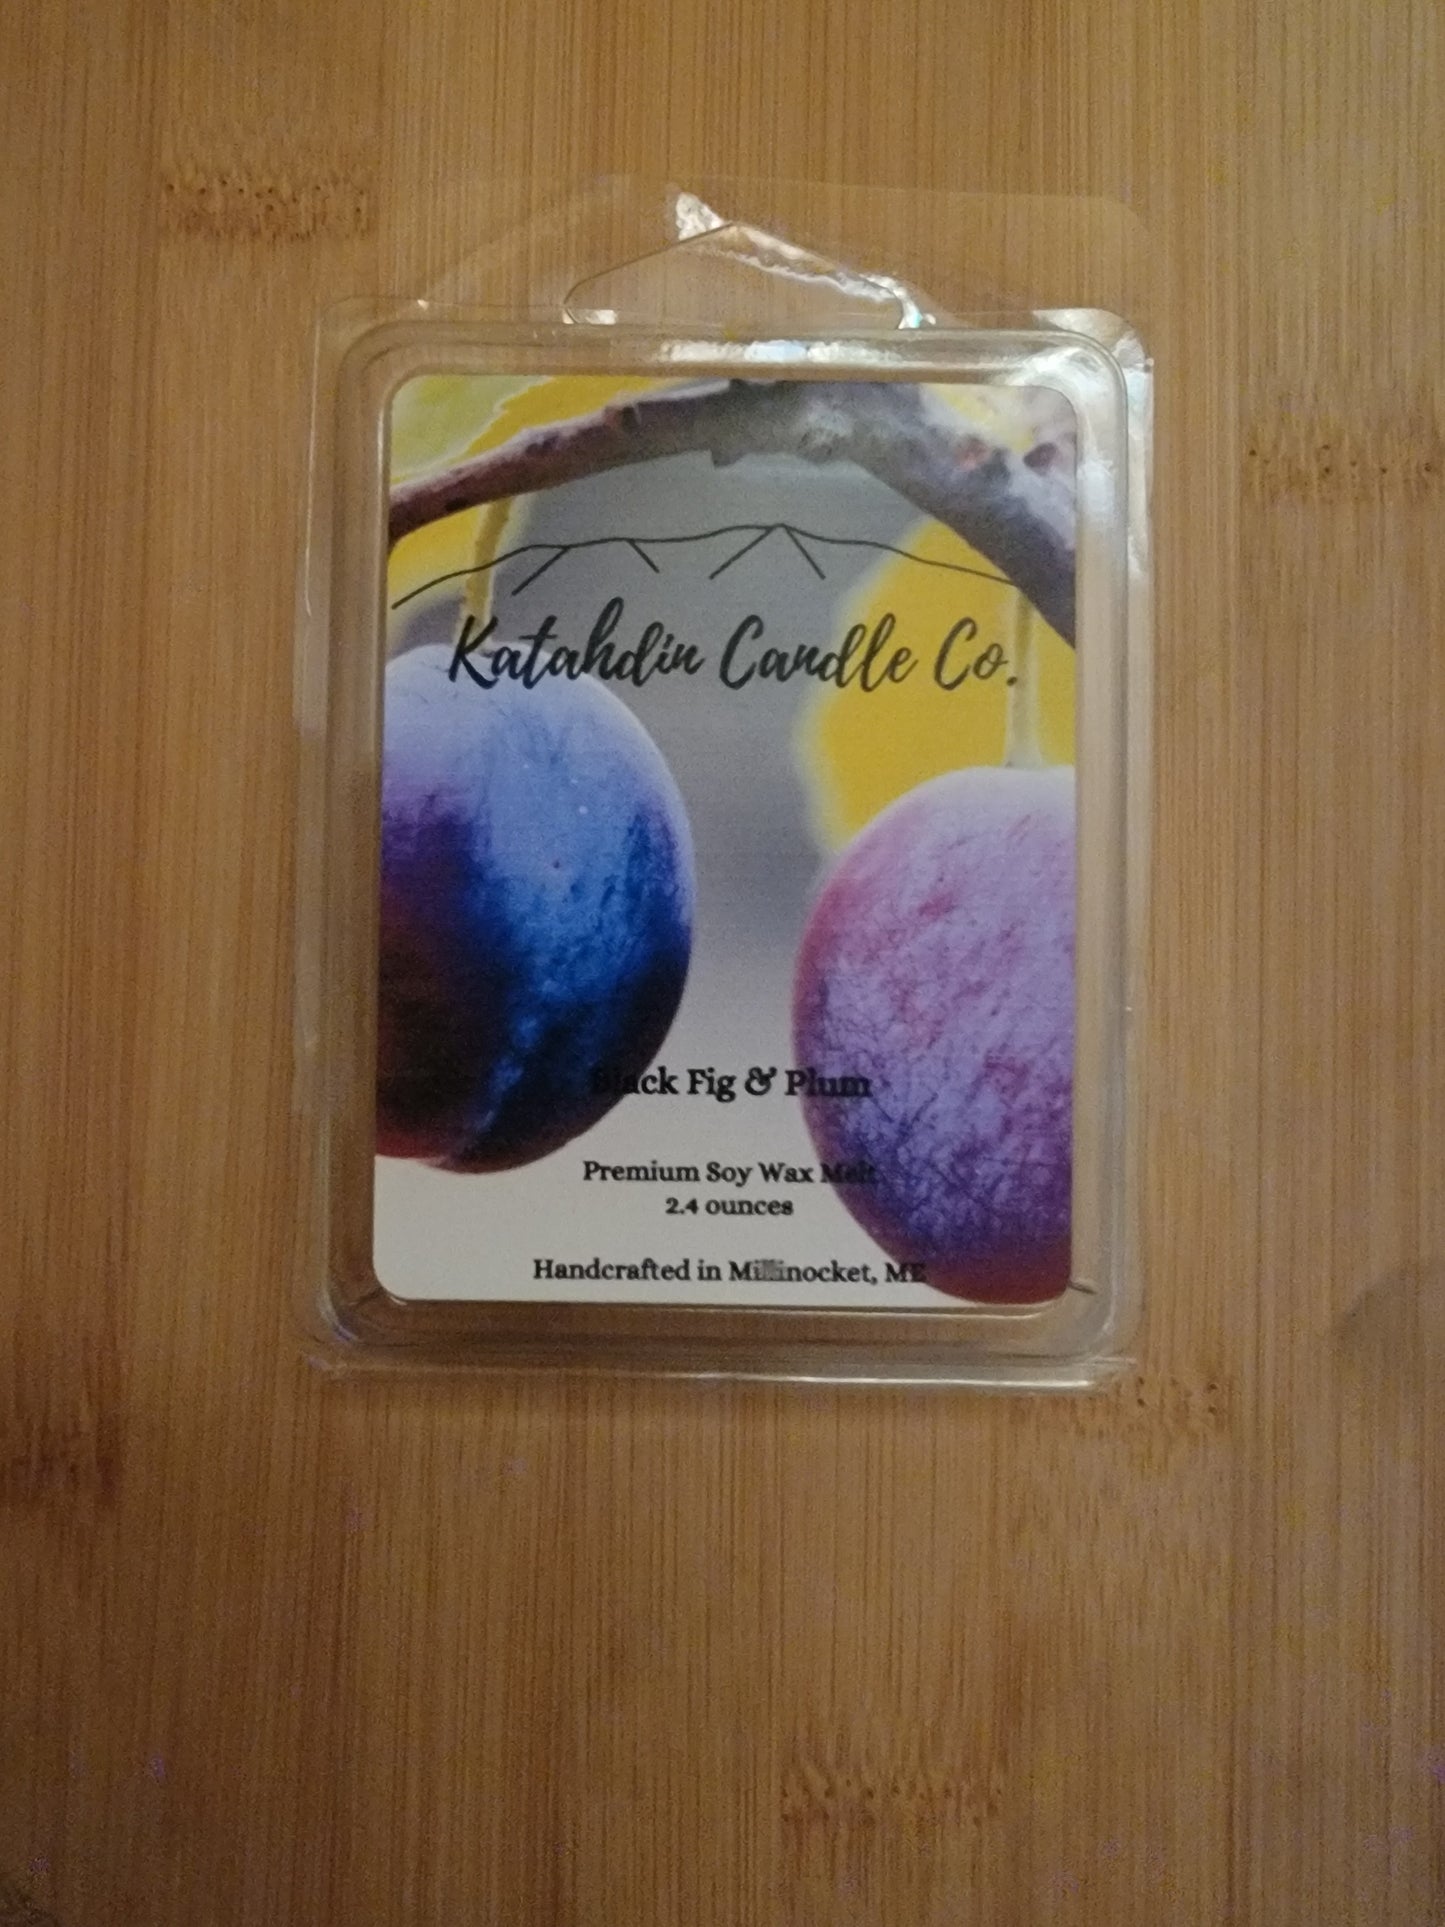 Katahdin Candle Co.
Black Fig & Plum
Premium Soy Wax Melt
2.4 ounces
Handcrafted in Millinocket, ME